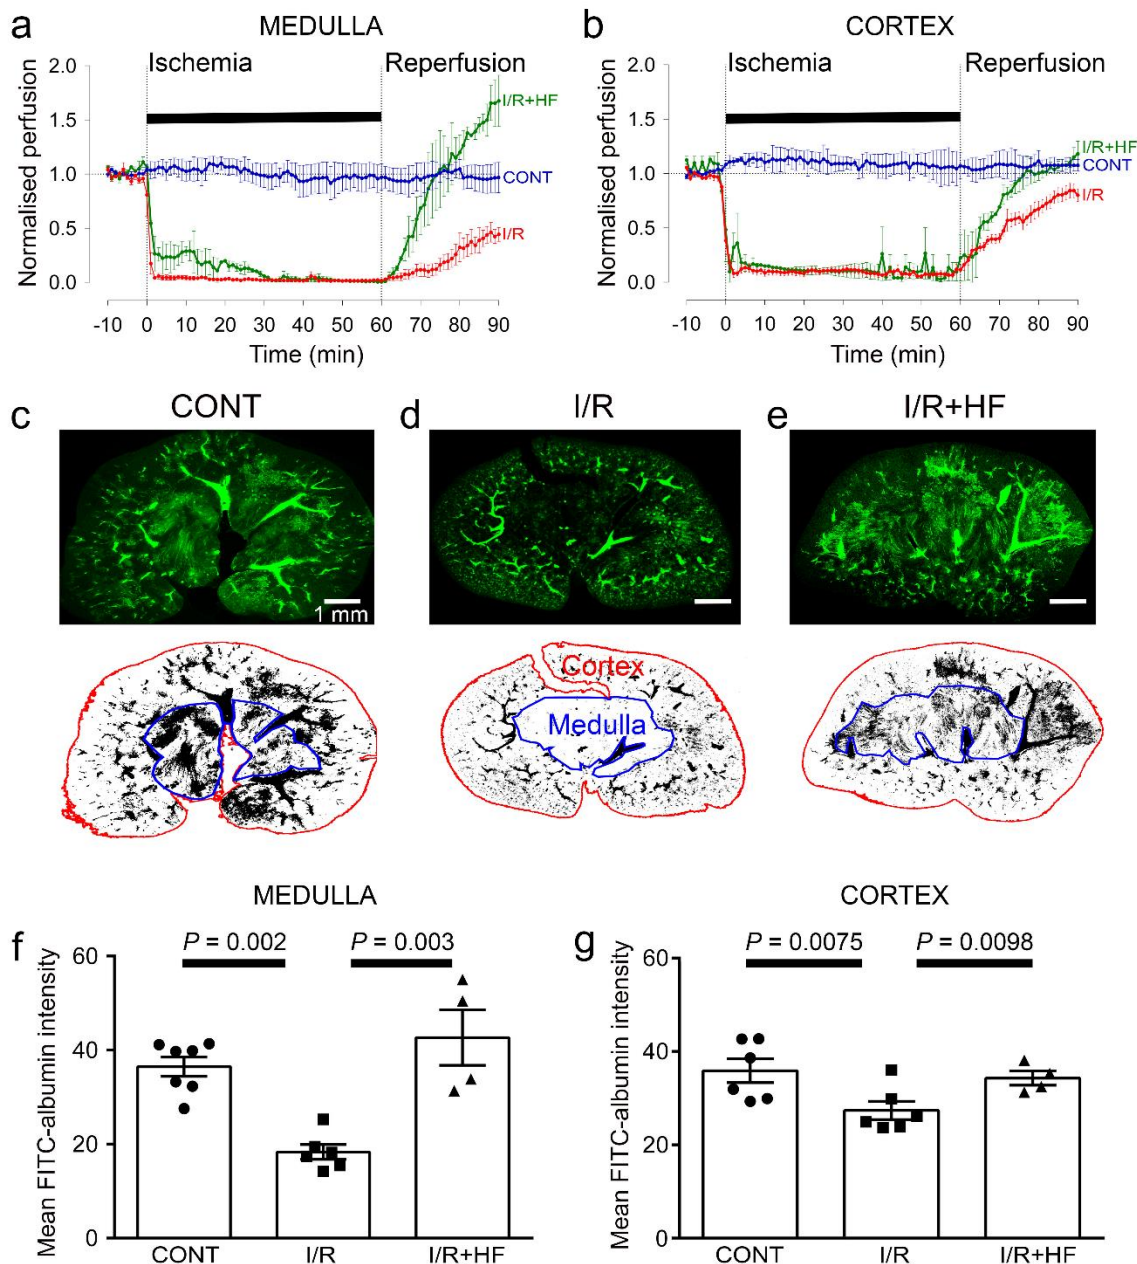 a MEDULLA
Ischemia Reperfusion
Normalised perfusion
2.0
1.5
1.0
0.5
0.0
I/R+HF
CONT
I/R
-10 0 10 20 30 40 50 60 70 80 90
Time (min)
b CORTEX
Ischemia Reperfusion
Normalised perfusion
2.0
1.5
1.0
0.5
0.0
I/R+HF
CONT
I/R
-10 0 10 20 30 40 50 60 70 80 90
Time (min)
c CONT
1 mm
d I/R
Cortex
Medulla
e I/R+HF
f MEDULLA
P = 0.002 P = 0.003
Mean FITC-albumin intensity
60
40
20
0
CONT I/R I/R+HF
g CORTEX
P = 0.0075 P = 0.0098
Mean FITC-albumin intensity
60
40
20
0
CONT I/R I/R+HF